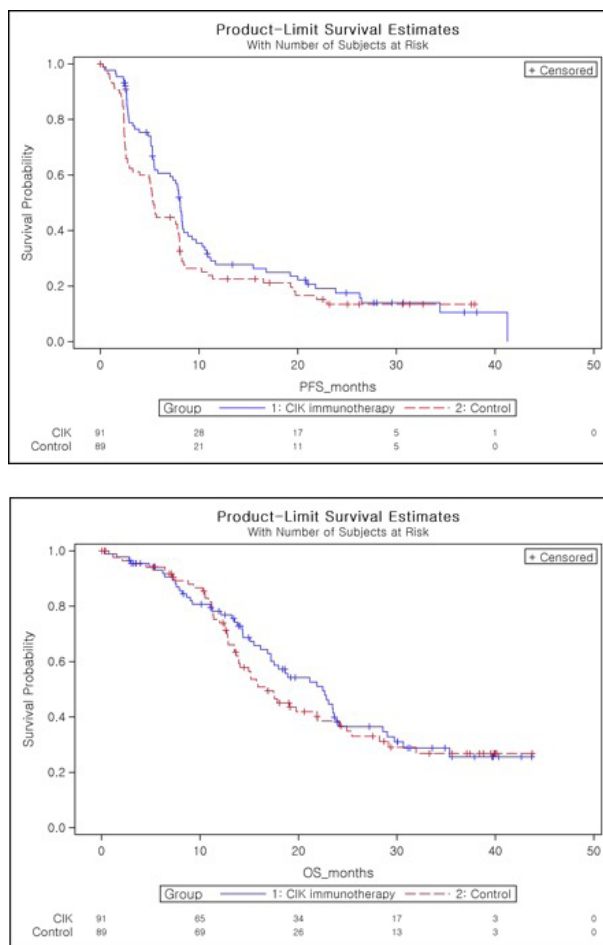 Product-Limit Survival Estimates
With Number of Subjects at Risk
+ Censored
Survival Probability
1.0
0.8
0.6
0.4
0.2
0.0
0 10 20 30 40 50
PFS_months
Group 1: CIK immunotherapy 2: Control
CIK 91 28 17 5 1 0
Control 89 21 11 5 0
Product-Limit Survival Estimates
With Number of Subjects at Risk
+ Censored
Survival Probability
1.0
0.8
0.6
0.4
0.2
0.0
0 10 20 30 40 50
OS_months
Group 1: CIK immunotherapy 2: Control
CIK 91 65 34 17 3 0
Control 89 69 26 13 3 0